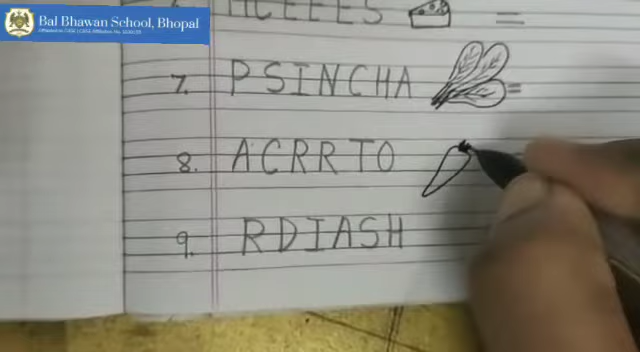 Bal Bhawan School, Bhopal
=
7. PSINCHA =
8. ACRRTO
9. RDIASH